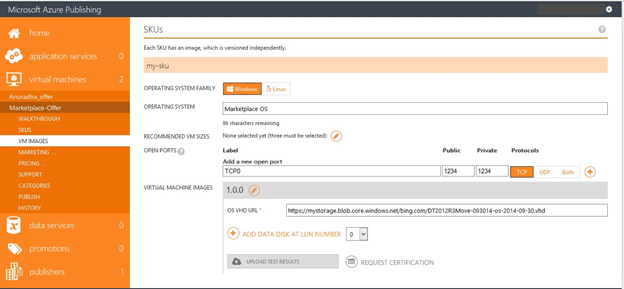 Microsoft Azure Publishing
home
application services 0
virtual machines 2
Anuradha_offer
Marketplace-Offer
WALKTHROUGH
SKUS
VM IMAGES
MARKETING ...
PRICING ...
SUPPORT
CATEGORIES
PUBLISH
HISTORY
data services 0
promotions 0
publishers 1
SKUs
?
Each SKU has an image, which is versioned independently.
my-sku
OPERATING SYSTEM FAMILY Windows Linux
OPERATING SYSTEM Marketplace OS
86 characters remaining
RECOMMENDED VM SIZES None selected yet (three must be selected)
OPEN PORTS ? Label Public Private Protocols
Add a new open port
TCP0 1234 1234 TCP UDP Both
VIRTUAL MACHINE IMAGES 1.0.0
OS VHD URL * https://mystorage.blob.core.windows.net/bing.com/DT2012R3Move-093014-os-2014-09-30.vhd
ADD DATA DISK AT LUN NUMBER 0
UPLOAD TEST RESULTS REQUEST CERTIFICATION